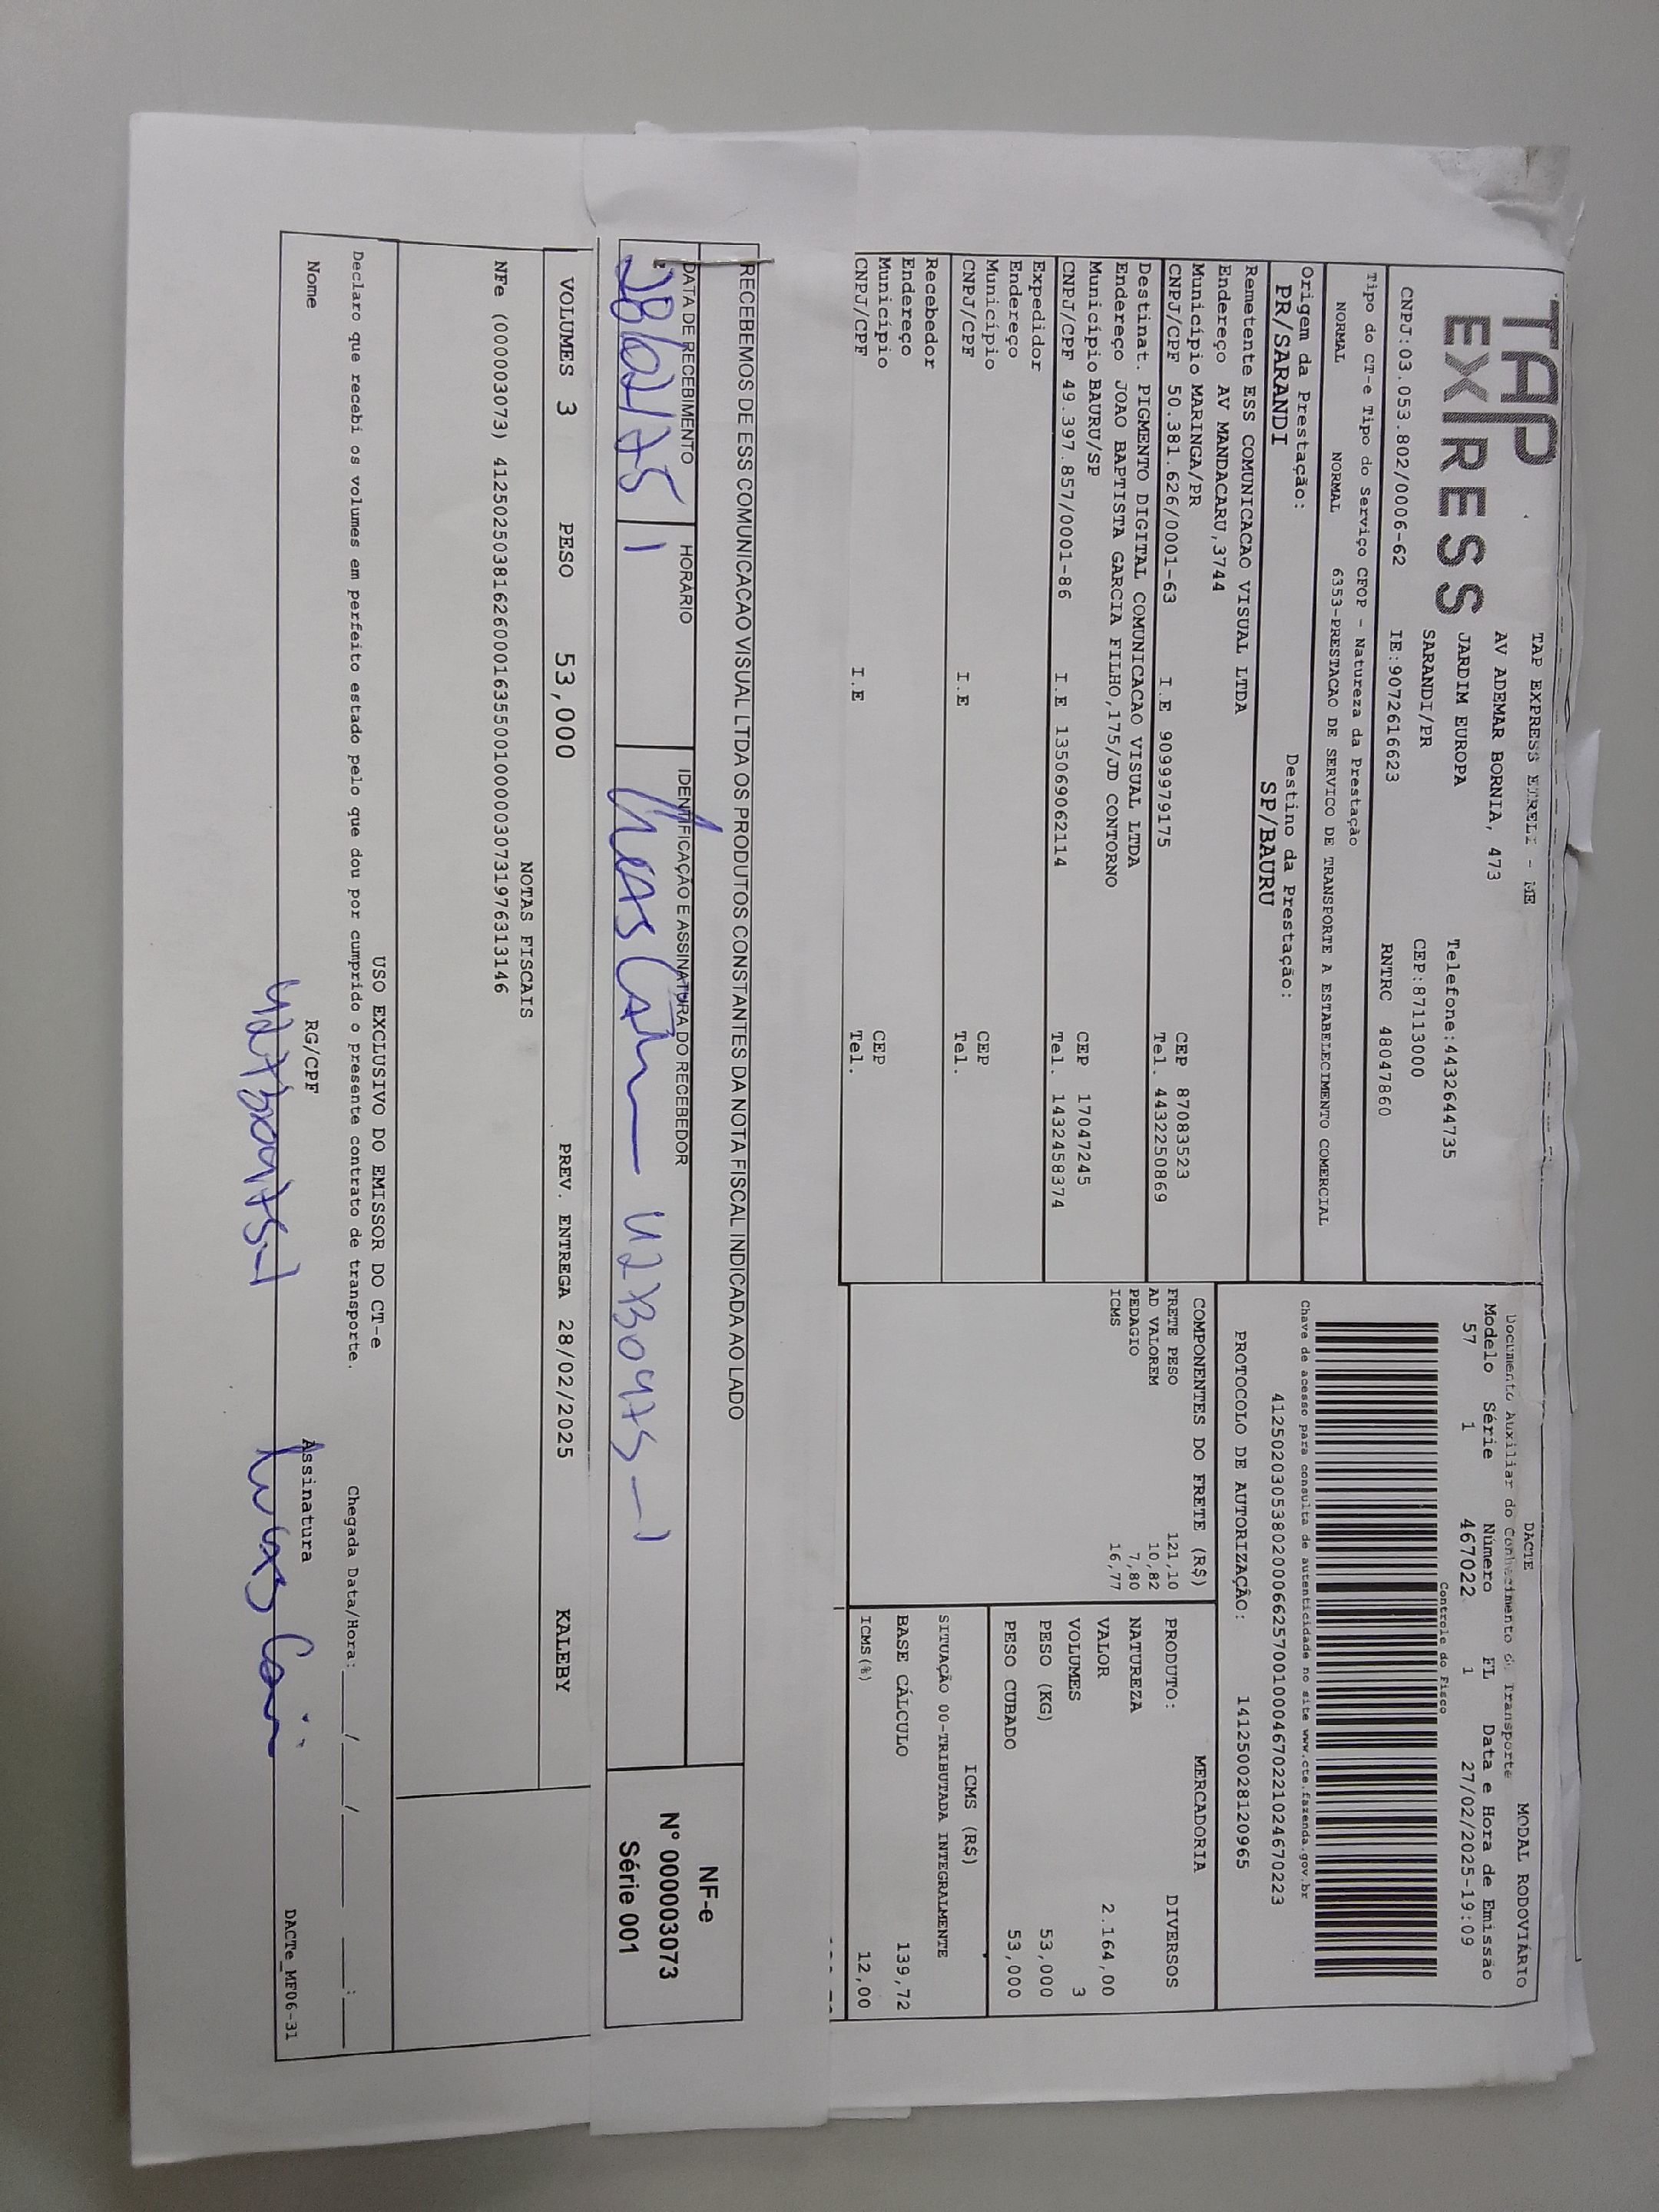 TAP
EXPRESS
TAP EXPRESS EIRELI - ME
AV ADEMAR BORNIA, 473
JARDIM EUROPA
SARANDI/PR
Telefone:4432644735
CEP:87113000
CNPJ:03.053.802/0006-62 IE:9072616623 RNTRC 48047860
DACTE MODAL RODOVIÁRIO
Documento Auxiliar do Conhecimento de Transporte
Modelo Série Número FL Data e Hora de Emissão
57 1 467022 1 27/02/2025-19:09
Controle do Fisco
Chave de acesso para consulta de autenticidade no site www.cte.fazenda.gov.br
41250203053802000662570010004670221024670223
PROTOCOLO DE AUTORIZAÇÃO: 141250028120965
Tipo do CT-e Tipo do Serviço CFOP - Natureza da Prestação
NORMAL NORMAL 6353-PRESTACAO DE SERVICO DE TRANSPORTE A ESTABELECIMENTO COMERCIAL
Origem da Prestação: Destino da Prestação:
PR/SARANDI SP/BAURU
Remetente ESS COMUNICACAO VISUAL LTDA
Endereço AV MANDACARU,3744
Município MARINGA/PR CEP 87083523
CNPJ/CPF 50.381.626/0001-63 I.E 9099979175 Tel. 4432250869
Destinat. PIGMENTO DIGITAL COMUNICACAO VISUAL LTDA
Endereço JOAO BAPTISTA GARCIA FILHO,175/JD CONTORNO
Município BAURU/SP CEP 17047245
CNPJ/CPF 49.397.857/0001-86 I.E 135069062114 Tel. 1432458374
Expedidor
Endereço
Município CEP
CNPJ/CPF I.E Tel.
Recebedor
Endereço
Município CEP
CNPJ/CPF I.E Tel.
COMPONENTES DO FRETE (R$)
FRETE PESO 121,10
AD VALOREM 10,82
PEDAGIO 7,80
ICMS 16,77
MERCADORIA
PRODUTO: DIVERSOS
NATUREZA
VALOR 2.164,00
VOLUMES 3
PESO (KG) 53,000
PESO CUBADO 53,000
ICMS (R$)
SITUAÇÃO 00-TRIBUTADA INTEGRALMENTE
BASE CÁLCULO 139,72
ICMS(%) 12,00
RECEBEMOS DE ESS COMUNICACAO VISUAL LTDA OS PRODUTOS CONSTANTES DA NOTA FISCAL INDICADA AO LADO
DATA DE RECEBIMENTO HORÁRIO IDENTIFICAÇÃO E ASSINATURA DO RECEBEDOR
NF-e
Nº 000003073
Série 001
VOLUMES 3 PESO 53,000 PREV. ENTREGA 28/02/2025 KALEBY
NOTAS FISCAIS
NFe (000003073) 41250250381626000163550010000030731976313146
USO EXCLUSIVO DO EMISSOR DO CT-e
Declaro que recebi os volumes em perfeito estado pelo que dou por cumprido o presente contrato de transporte. Chegada Data/Hora:____/____/______ ____:____
Nome RG/CPF Assinatura
DACTe_MF06-31